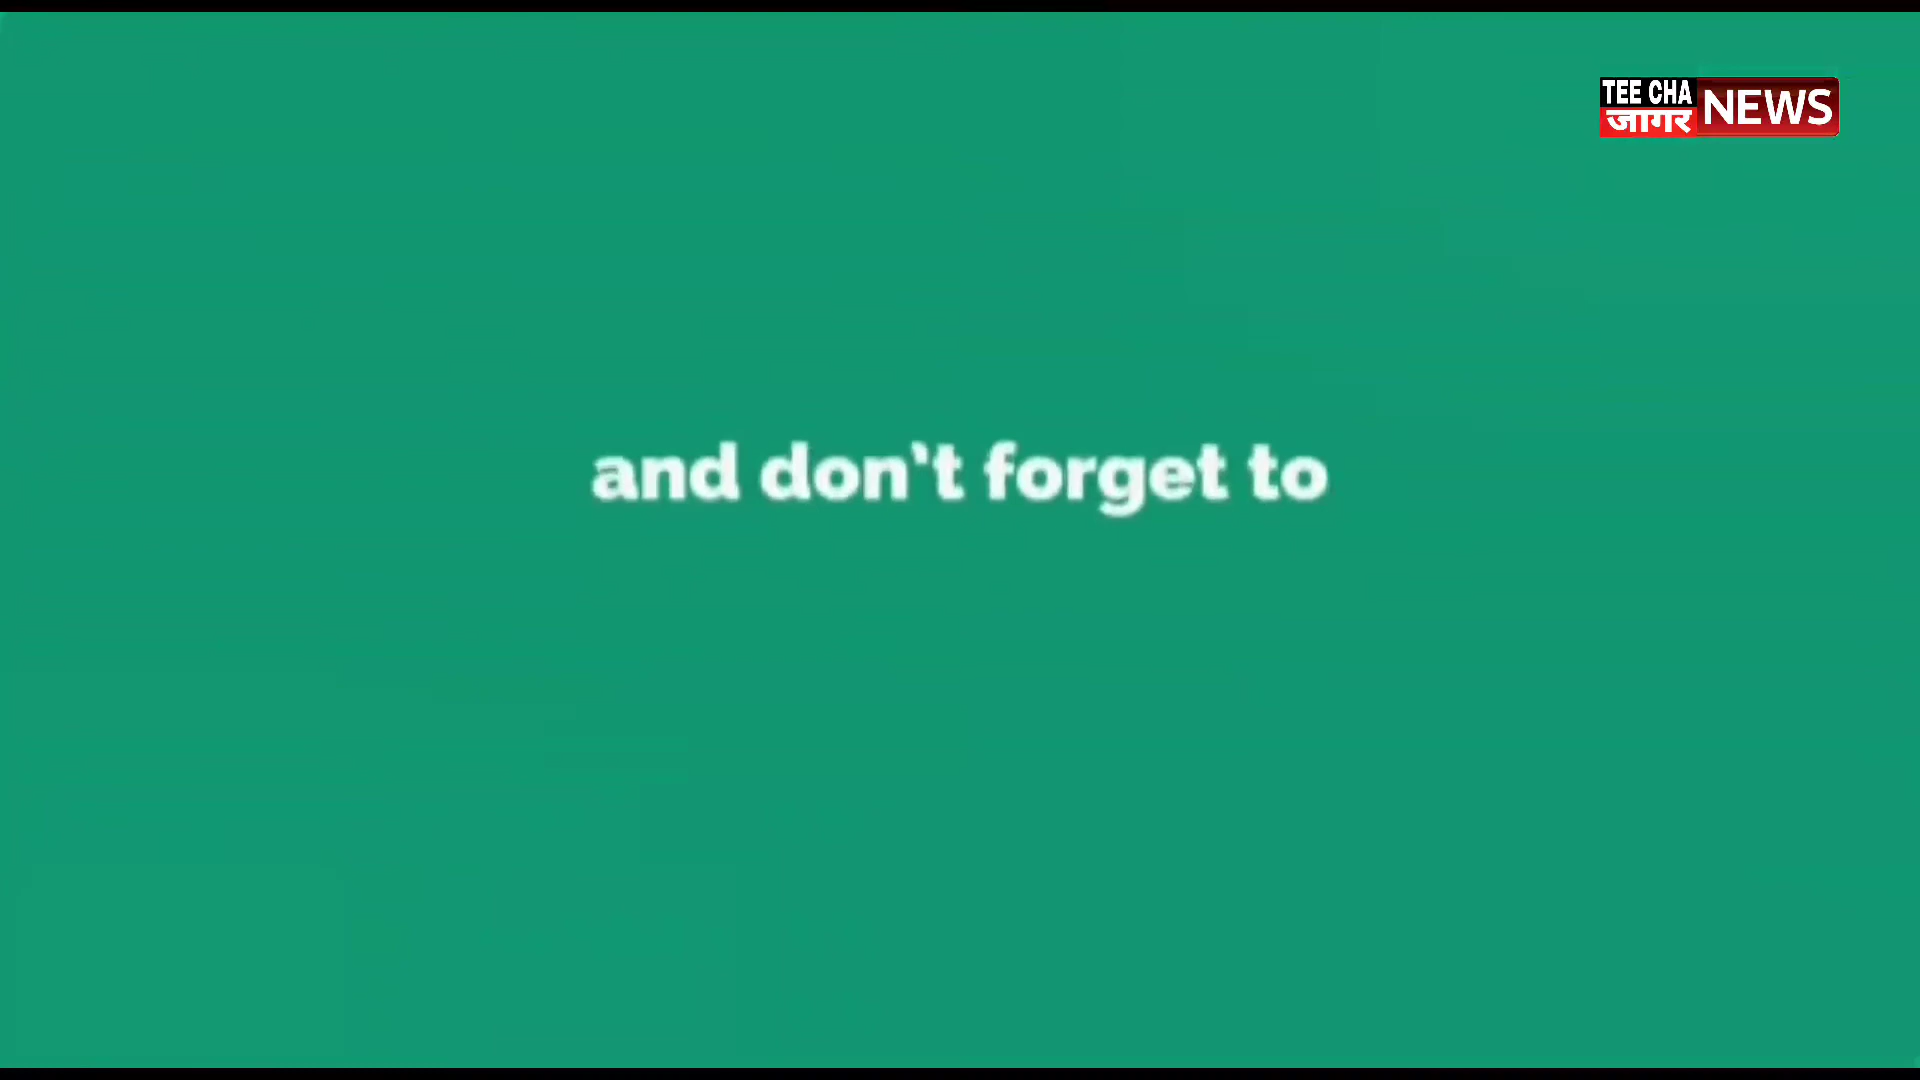 TEE CHA
जागर
NEWS
and don't forget to